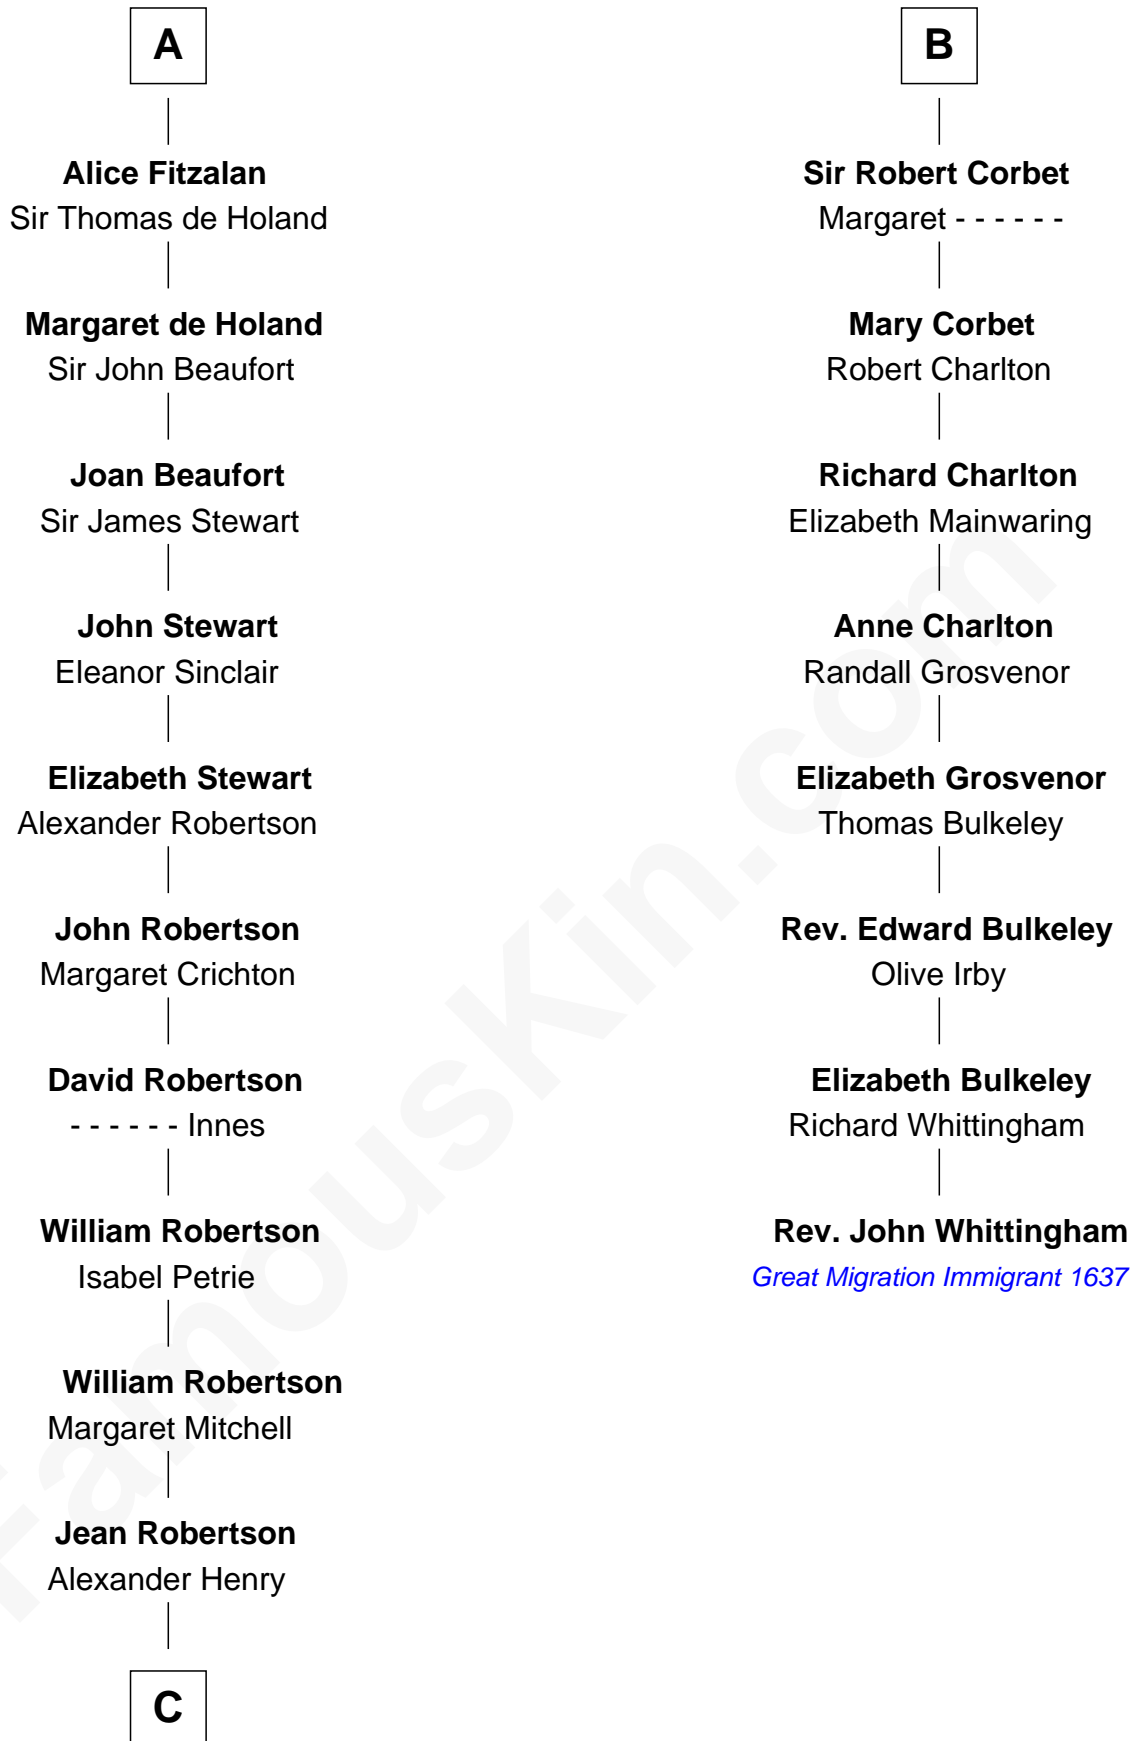 A
Alice Fitzalan
Sir Thomas de Holand
Margaret de Holand
Sir John Beaufort
Joan Beaufort
Sir James Stewart
John Stewart
Eleanor Sinclair
Elizabeth Stewart
Alexander Robertson
John Robertson
Margaret Crichton
David Robertson
- - - - - - Innes
William Robertson
Isabel Petrie
William Robertson
Margaret Mitchell
Jean Robertson
Alexander Henry
C
B
Sir Robert Corbet
Margaret - - - - - -
Mary Corbet
Robert Charlton
Richard Charlton
Elizabeth Mainwaring
Anne Charlton
Randall Grosvenor
Elizabeth Grosvenor
Thomas Bulkeley
Rev. Edward Bulkeley
Olive Irby
Elizabeth Bulkeley
Richard Whittingham
Rev. John Whittingham
Great Migration Immigrant 1637
FamousKin.com